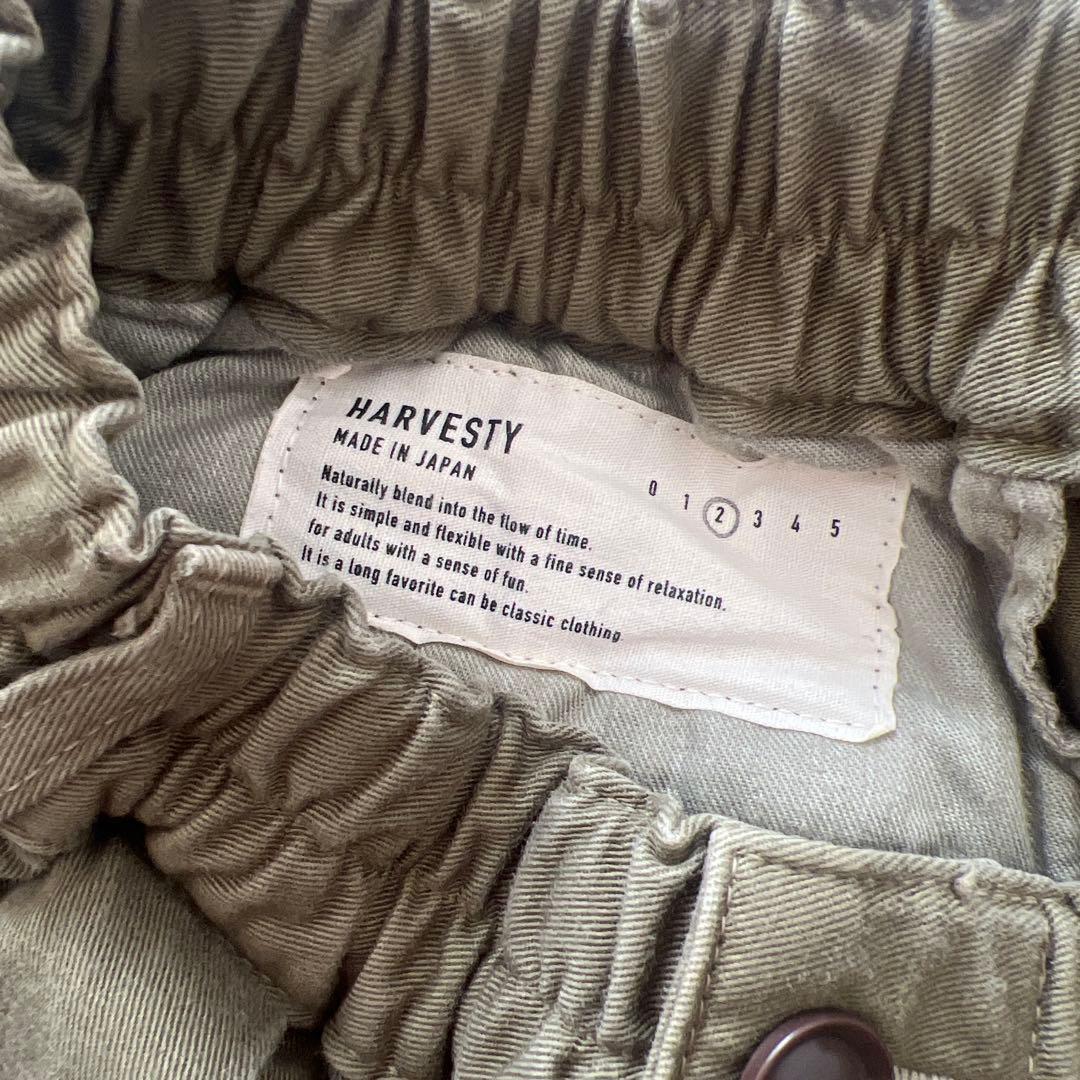 HARVESTY
MADE IN JAPAN
Naturally blend into the flow of time.
It is simple and flexible with a fine sense of relaxation.
for adults with a sense of fun.
It is a long favorite can be classic clothing
0 1 2 3 4 5